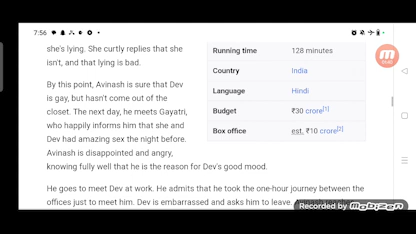 7:56
she's lying. She curtly replies that she
isn't, and that lying is bad.
By this point, Avinash is sure that Dev
is gay, but hasn't come out of the
closet. The next day, he meets Gayatri,
who happily informs him that she and
Dev had amazing sex the night before.
Avinash is disappointed and angry,
knowing fully well that he is the reason for Dev's good mood.
Running time 128 minutes
Country India
Language Hindi
Budget ₹30 crore[1]
Box office est. ₹10 crore[2]
He goes to meet Dev at work. He admits that he took the one-hour journey between the
offices just to meet him. Dev is embarrassed and asks him to leave.
Recorded by Mobizen